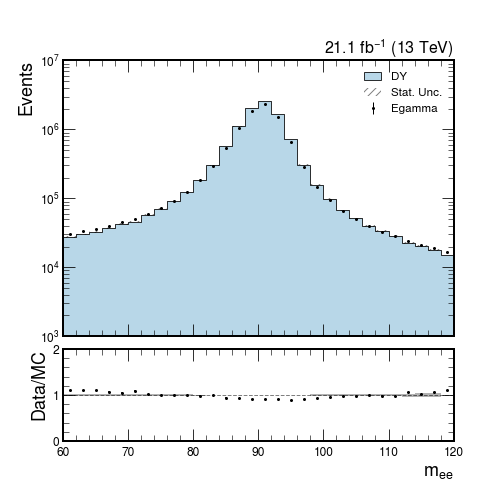 21.1 fb⁻¹ (13 TeV)
Events
10⁷
10⁶
10⁵
10⁴
10³
DY
Stat. Unc.
Egamma
Data/MC
2
1
0
60 70 80 90 100 110 120
mₑₑ